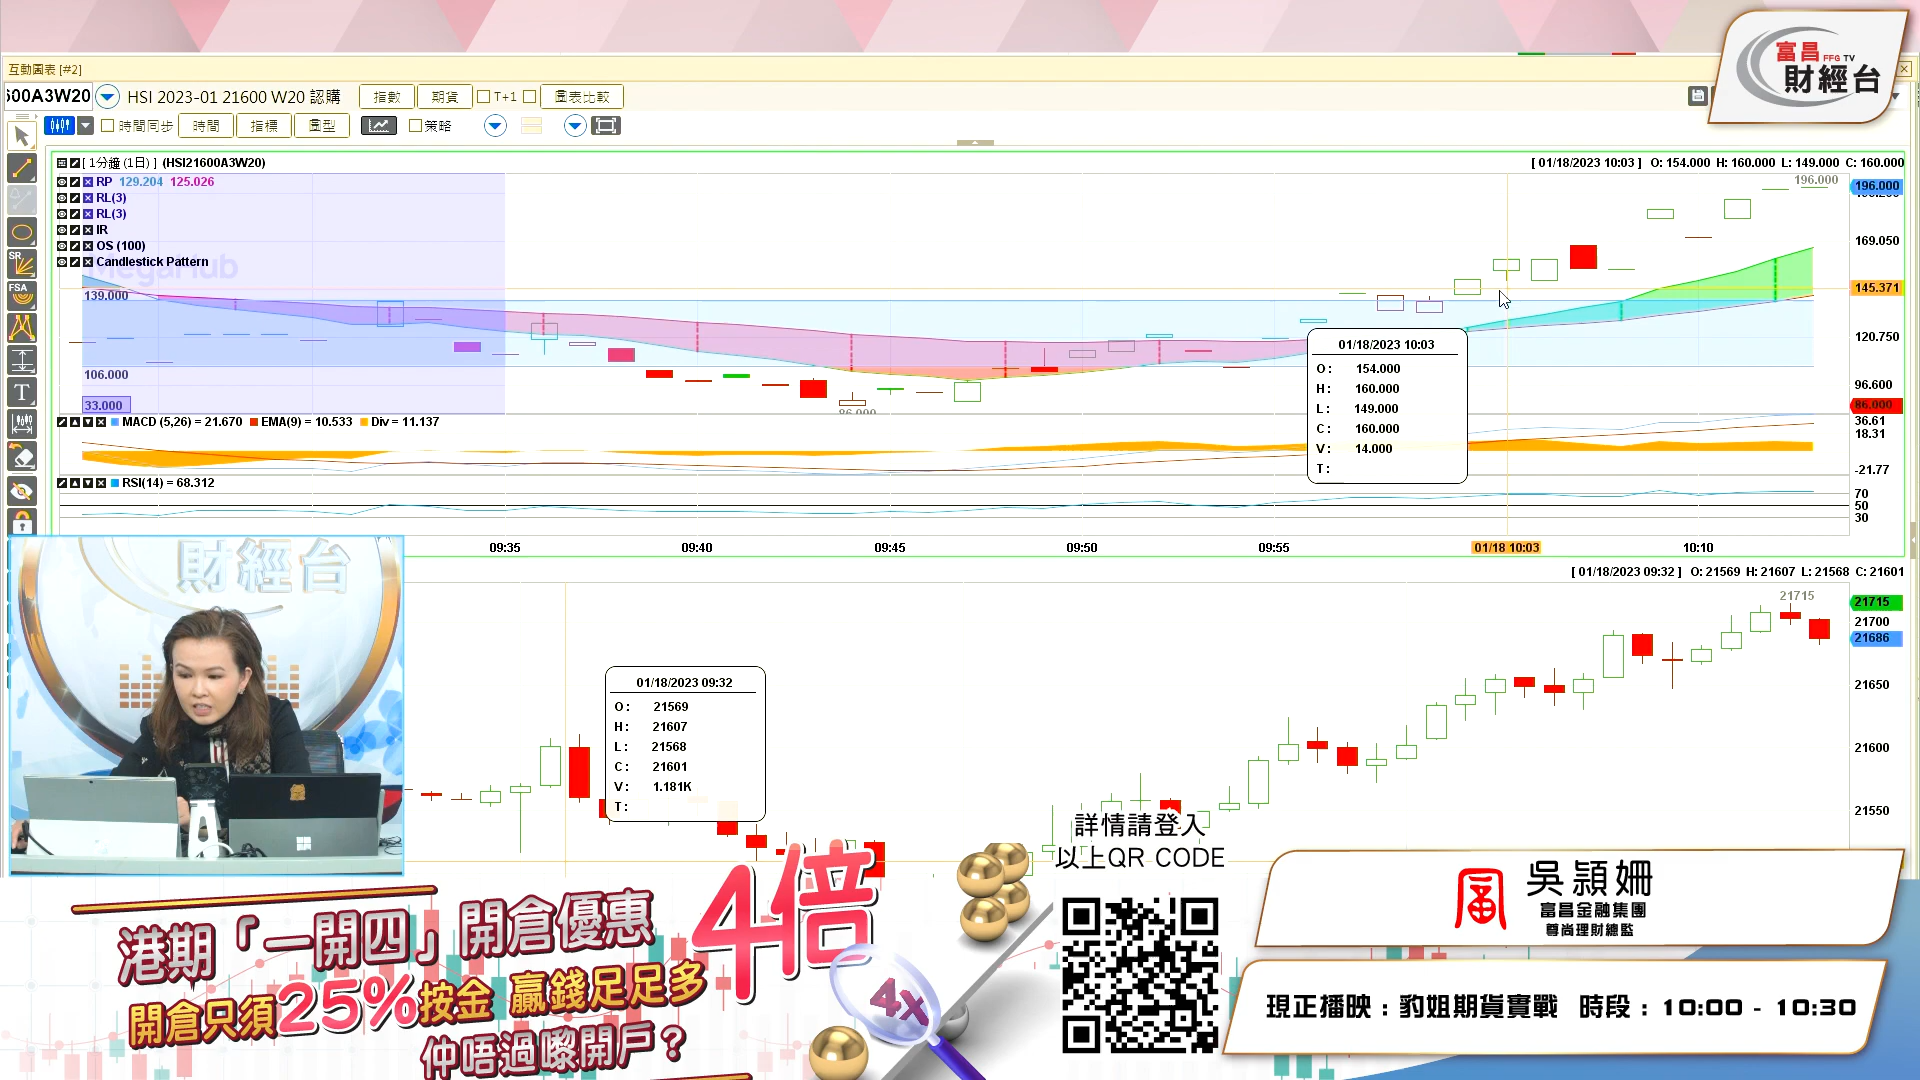 富昌 FFG TV
財經台
互動圖表 [#2]
600A3W20 HSI 2023-01 21600 W20 認購 指數 期貨 T+1 圖表比較
時間同步 時間 指標 圖型 策略
[ 1分鐘 (1日) ] (HSI21600A3W20) [ 01/18/2023 10:03 ] O: 154.000 H: 160.000 L: 149.000 C: 160.000
RP 129.204 125.026
RL(3)
RL(3)
IR
OS (100)
Candlestick Pattern
MegaHub
SR
FSA
T
139.000
106.000
33.000
86.000
196.000
196.000
169.050
145.371
120.750
96.600
86.000
01/18/2023 10:03
O: 154.000
H: 160.000
L: 149.000
C: 160.000
V: 14.000
T:
MACD (5,26) = 21.670 EMA(9) = 10.533 Div = 11.137
36.61
18.31
-21.77
RSI(14) = 68.312
70
50
30
09:35 09:40 09:45 09:50 09:55 01/18 10:03 10:10
[ 01/18/2023 09:32 ] O: 21569 H: 21607 L: 21568 C: 21601
21715
21715
21700
21686
21650
21600
21550
01/18/2023 09:32
O: 21569
H: 21607
L: 21568
C: 21601
V: 1.181K
T:
財經台
詳情請登入
以上QR CODE
港期「一開四」開倉優惠 4倍
開倉只須25%按金 贏錢足足多
仲唔過嚟開戶？
4x
吳潁姍
富昌金融集團
尊尚理財總監
現正播映：豹姐期貨實戰 時段：10:00 - 10:30